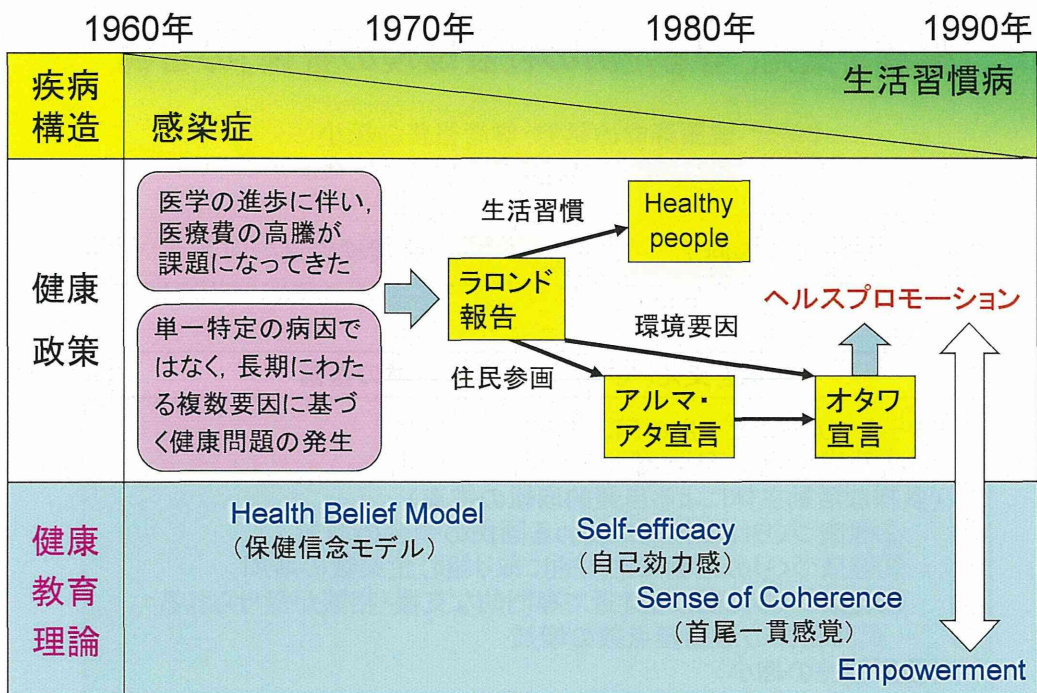 1960年 1970年 1980年 1990年
疾病
構造
感染症
生活習慣病
健康
政策
医学の進歩に伴い,
医療費の高騰が
課題になってきた
単一特定の病因で
はなく, 長期にわた
る複数要因に基づ
く健康問題の発生
ラロンド
報告
生活習慣
Healthy
people
住民参画
環境要因
アルマ・
アタ宣言
オタワ
宣言
ヘルスプロモーション
健康
教育
理論
Health Belief Model
(保健信念モデル)
Self-efficacy
(自己効力感)
Sense of Coherence
(首尾一貫感覚)
Empowerment